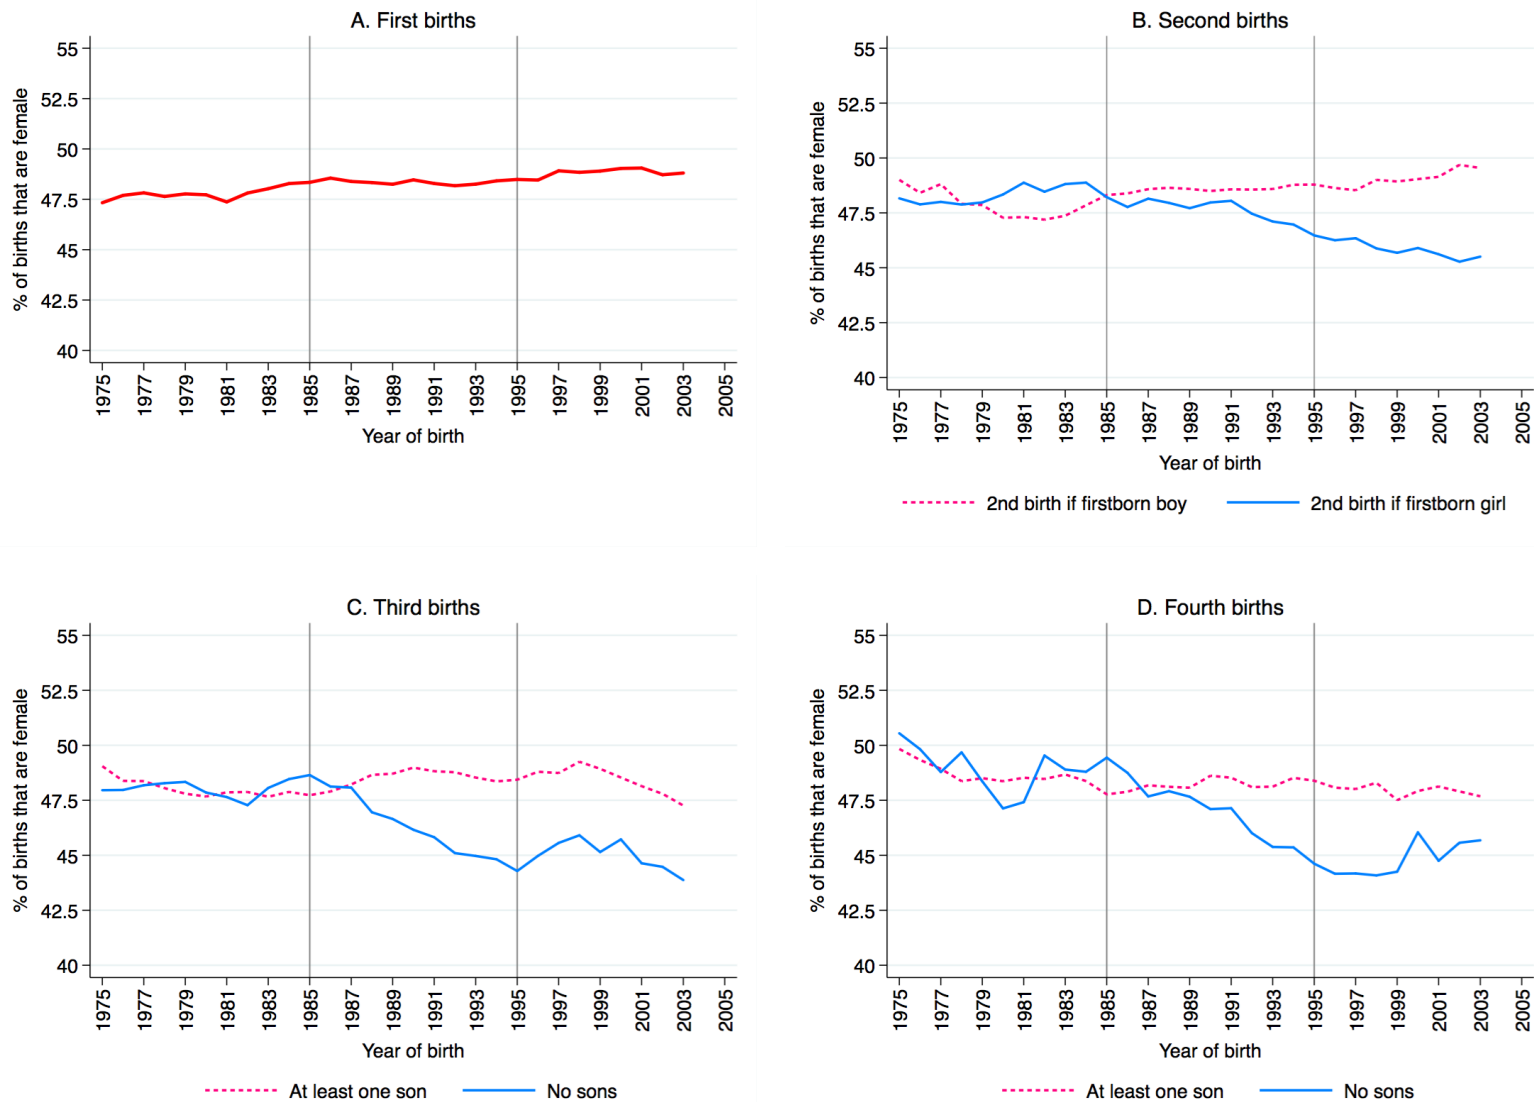 A. First births
% of births that are female
55
52.5
50
47.5
45
42.5
40
1975 1977 1979 1981 1983 1985 1987 1989 1991 1993 1995 1997 1999 2001 2003 2005
Year of birth
B. Second births
% of births that are female
55
52.5
50
47.5
45
42.5
40
1975 1977 1979 1981 1983 1985 1987 1989 1991 1993 1995 1997 1999 2001 2003 2005
Year of birth
2nd birth if firstborn boy 2nd birth if firstborn girl
C. Third births
% of births that are female
55
52.5
50
47.5
45
42.5
40
1975 1977 1979 1981 1983 1985 1987 1989 1991 1993 1995 1997 1999 2001 2003 2005
Year of birth
At least one son No sons
D. Fourth births
% of births that are female
55
52.5
50
47.5
45
42.5
40
1975 1977 1979 1981 1983 1985 1987 1989 1991 1993 1995 1997 1999 2001 2003 2005
Year of birth
At least one son No sons